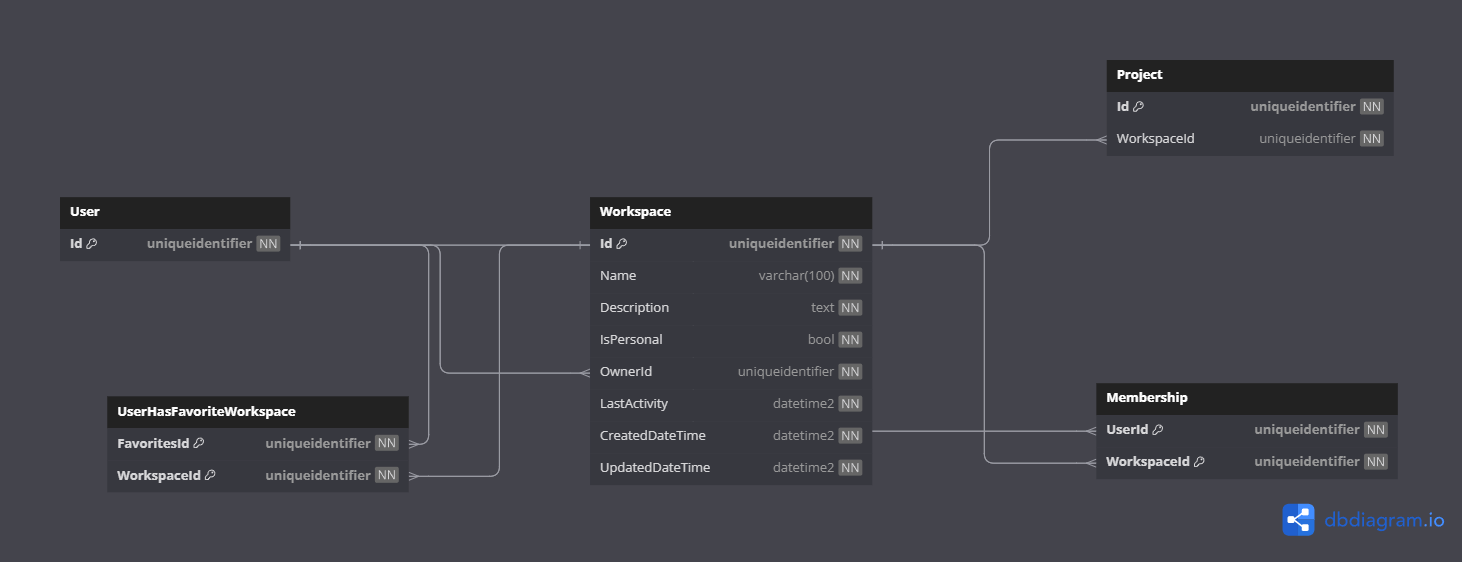 User
Id uniqueidentifier NN
UserHasFavoriteWorkspace
FavoritesId uniqueidentifier NN
WorkspaceId uniqueidentifier NN
Workspace
Id uniqueidentifier NN
Name varchar(100) NN
Description text NN
IsPersonal bool NN
OwnerId uniqueidentifier NN
LastActivity datetime2 NN
CreatedDateTime datetime2 NN
UpdatedDateTime datetime2 NN
Project
Id uniqueidentifier NN
WorkspaceId uniqueidentifier NN
Membership
UserId uniqueidentifier NN
WorkspaceId uniqueidentifier NN
dbdiagram.io